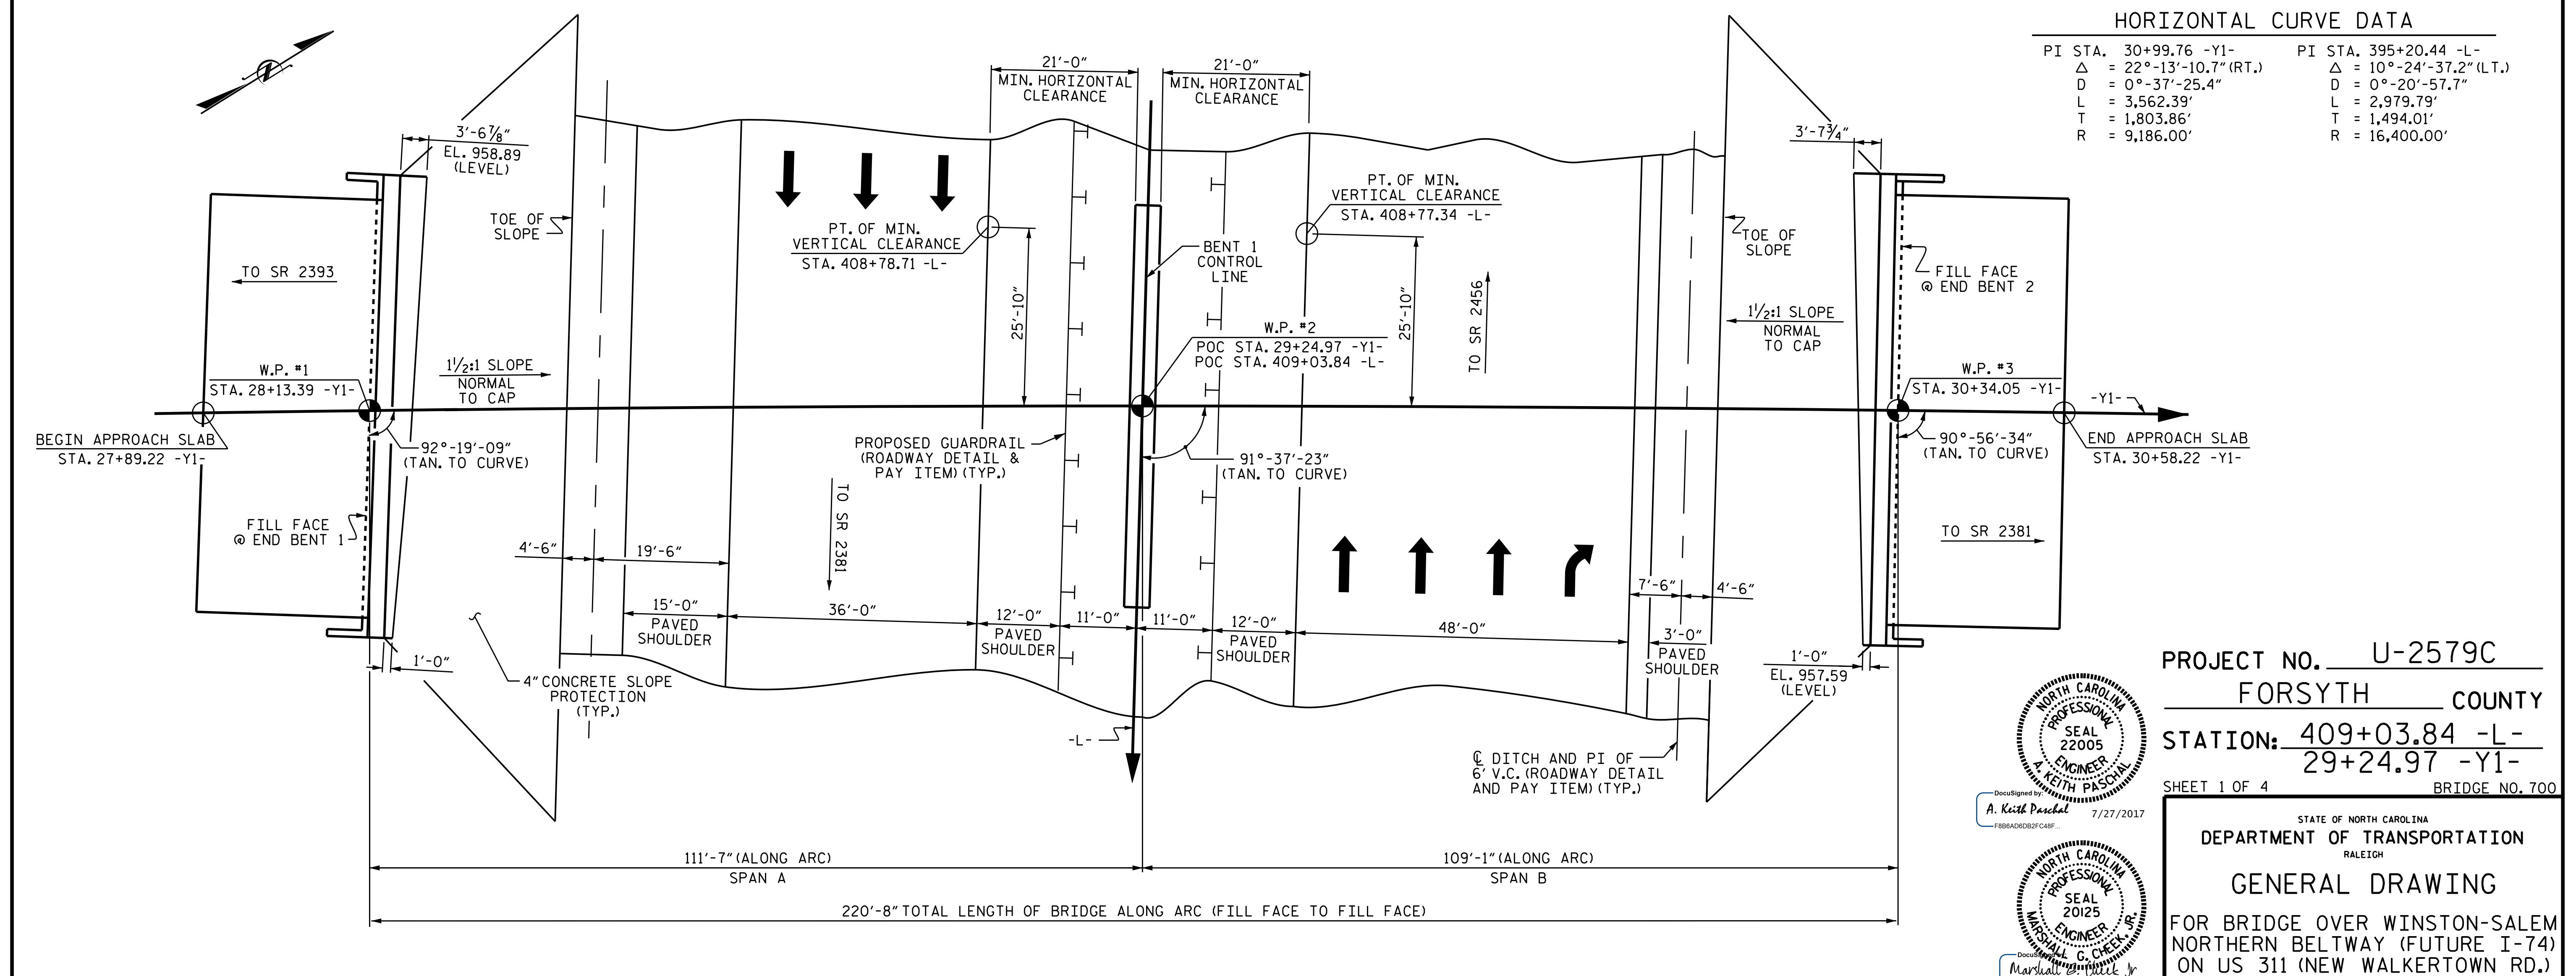 HORIZONTAL CURVE DATA
PI STA. 30+99.76 -Y1-
△ = 22°-13'-10.7"(RT.)
D = 0°-37'-25.4"
L = 3,562.39'
T = 1,803.86'
R = 9,186.00'
PI STA. 395+20.44 -L-
△ = 10°-24'-37.2"(LT.)
D = 0°-20'-57.7"
L = 2,979.79'
T = 1,494.01'
R = 16,400.00'
21'-0"
MIN. HORIZONTAL
CLEARANCE
21'-0"
MIN. HORIZONTAL
CLEARANCE
3'-6⅞"
EL. 958.89
(LEVEL)
3'-7¾"
TOE OF
SLOPE
PT. OF MIN.
VERTICAL CLEARANCE
STA. 408+78.71 -L-
PT. OF MIN.
VERTICAL CLEARANCE
STA. 408+77.34 -L-
BENT 1
CONTROL
LINE
TOE OF
SLOPE
TO SR 2393
FILL FACE
@ END BENT 2
25'-10"
25'-10"
TO SR 2456
1½:1 SLOPE
NORMAL
TO CAP
1½:1 SLOPE
NORMAL
TO CAP
W.P. #1
STA. 28+13.39 -Y1-
W.P. #2
POC STA. 29+24.97 -Y1-
POC STA. 409+03.84 -L-
W.P. #3
STA. 30+34.05 -Y1-
-Y1-
BEGIN APPROACH SLAB
STA. 27+89.22 -Y1-
92°-19'-09"
(TAN. TO CURVE)
PROPOSED GUARDRAIL
(ROADWAY DETAIL &
PAY ITEM) (TYP.)
91°-37'-23"
(TAN. TO CURVE)
90°-56'-34"
(TAN. TO CURVE)
END APPROACH SLAB
STA. 30+58.22 -Y1-
FILL FACE
@ END BENT 1
TO SR 2381
TO SR 2381
4'-6"
19'-6"
7'-6"
4'-6"
15'-0"
PAVED
SHOULDER
36'-0"
12'-0"
PAVED
SHOULDER
11'-0"
11'-0"
12'-0"
PAVED
SHOULDER
48'-0"
3'-0"
PAVED
SHOULDER
1'-0"
1'-0"
EL. 957.59
(LEVEL)
4" CONCRETE SLOPE
PROTECTION
(TYP.)
-L-
℄ DITCH AND PI OF
6' V.C. (ROADWAY DETAIL
AND PAY ITEM) (TYP.)
111'-7" (ALONG ARC)
SPAN A
109'-1" (ALONG ARC)
SPAN B
220'-8" TOTAL LENGTH OF BRIDGE ALONG ARC (FILL FACE TO FILL FACE)
PROJECT NO. U-2579C
FORSYTH COUNTY
STATION: 409+03.84 -L-
29+24.97 -Y1-
SHEET 1 OF 4
BRIDGE NO. 700
NORTH CAROLINA
PROFESSIONAL
SEAL
22005
ENGINEER
A. KEITH PASCHAL
DocuSigned by:
A. Keith Paschal
F8B6AD6DB2FC48F...
7/27/2017
NORTH CAROLINA
PROFESSIONAL
SEAL
20125
ENGINEER
MARSHALL G. CHEEK, JR.
Marshall G. Cheek Jr
STATE OF NORTH CAROLINA
DEPARTMENT OF TRANSPORTATION
RALEIGH
GENERAL DRAWING
FOR BRIDGE OVER WINSTON-SALEM
NORTHERN BELTWAY (FUTURE I-74)
ON US 311 (NEW WALKERTOWN RD.)